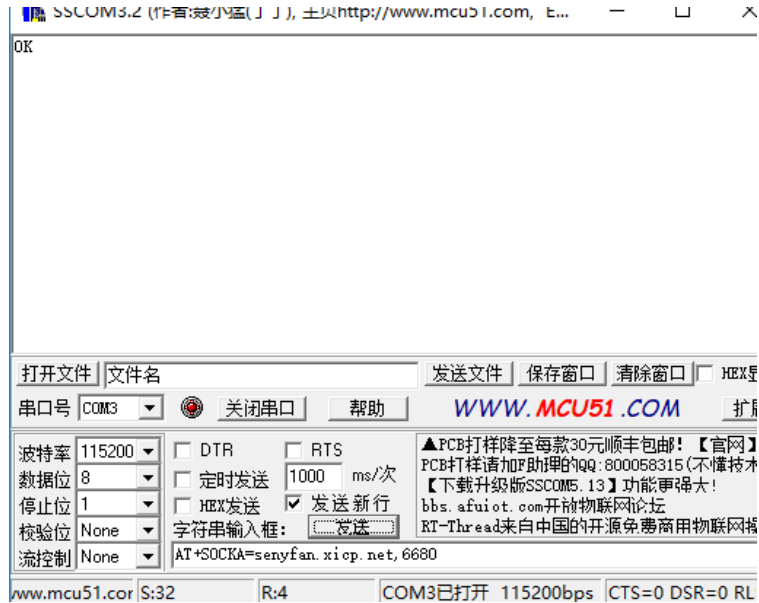 SSCOM3.2 (作者:聂小猛(丁丁), 主页http://www.mcu51.com, E...
OK
打开文件 文件名 发送文件 保存窗口 清除窗口 HEX显
串口号 COM3 关闭串口 帮助 WWW.MCU51.COM 扩展
波特率 115200 DTR RTS
数据位 8 定时发送 1000 ms/次
停止位 1 HEX发送 发送新行
校验位 None 字符串输入框: 发送
流控制 None AT+SOCKA=senyfan.xicp.net,6680
▲PCB打样降至每款30元顺丰包邮!【官网】
PCB打样请加QQ助理的QQ:800058315(不懂技术
【下载升级版SSCOM5.13】功能更强大!
bbs.afuiot.com开放物联网论坛
RT-Thread来自中国的开源免费商用物联网操
www.mcu51.cor S:32 R:4 COM3已打开 115200bps CTS=0 DSR=0 RL